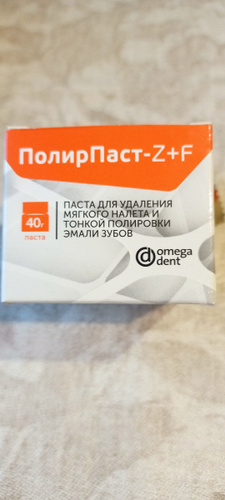 ПолирПаст-Z+F
ПАСТА ДЛЯ УДАЛЕНИЯ
МЯГКОГО НАЛЕТА И
ТОНКОЙ ПОЛИРОВКИ
ЭМАЛИ ЗУБОВ
40г
паста
omega
dent